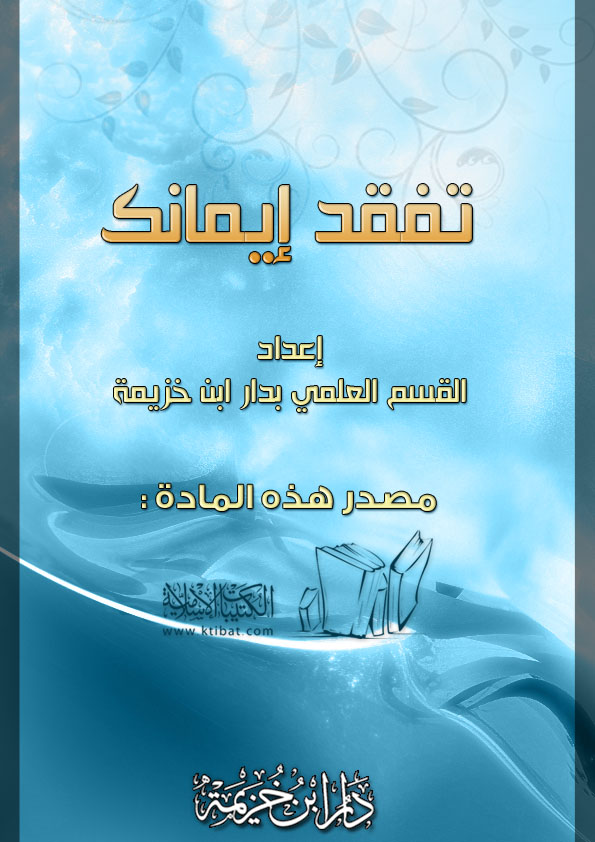 تفقد إيمانك
إعداد
القسم العلمي بدار ابن خزيمة
مصدر هذه المادة :
الكتيبات الإسلامية
www.ktibat.com
دار ابن خزيمة